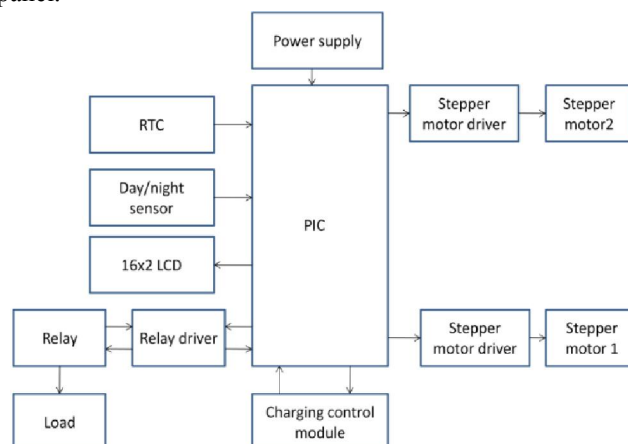 panel.
Power supply
RTC
Stepper
motor driver
Stepper
motor2
Day/night
sensor
PIC
16x2 LCD
Relay
Relay driver
Stepper
motor driver
Stepper
motor 1
Load
Charging control
module